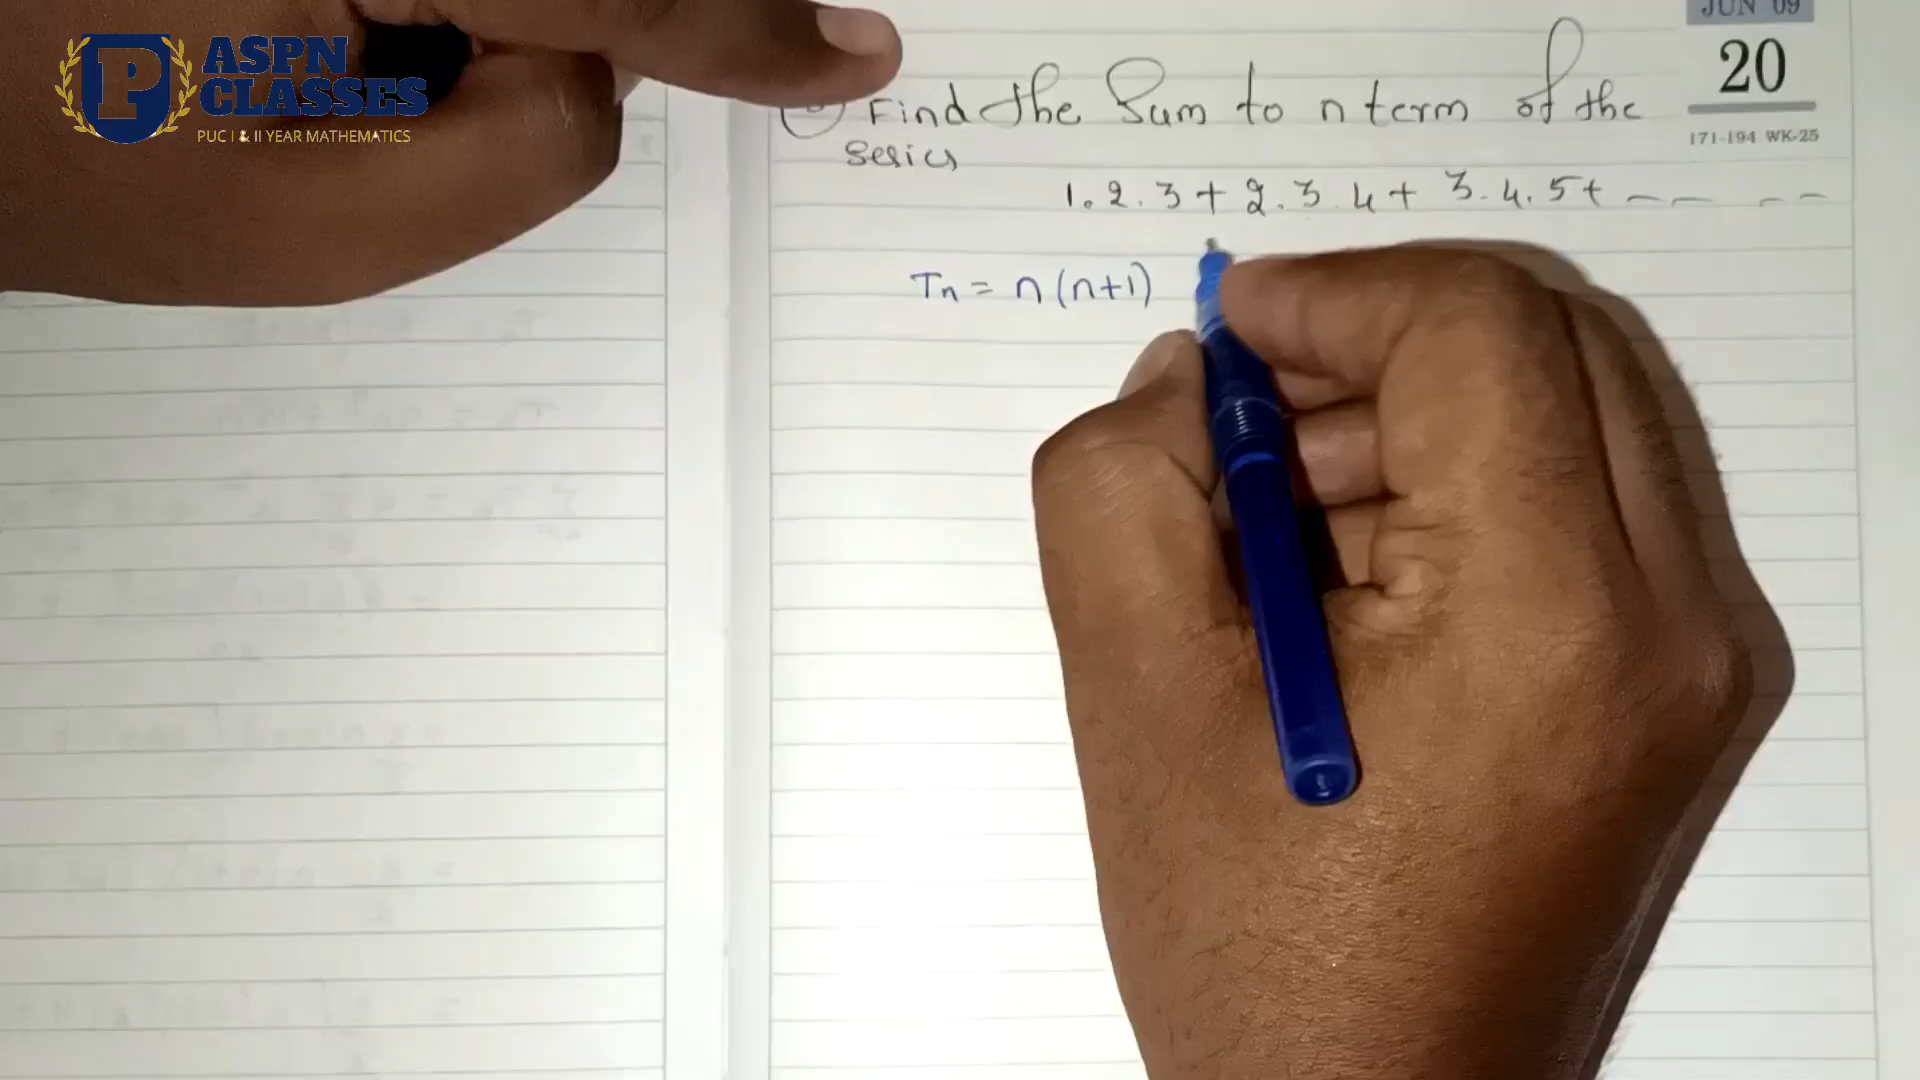 ASPN
CLASSES
PUC I & II YEAR MATHEMATICS
JUN 09
20
171-194 WK-25
Find the Sum to n term of the
Series
1.2.3 + 2.3.4 + 3.4.5 + -- --
Tn = n(n+1)